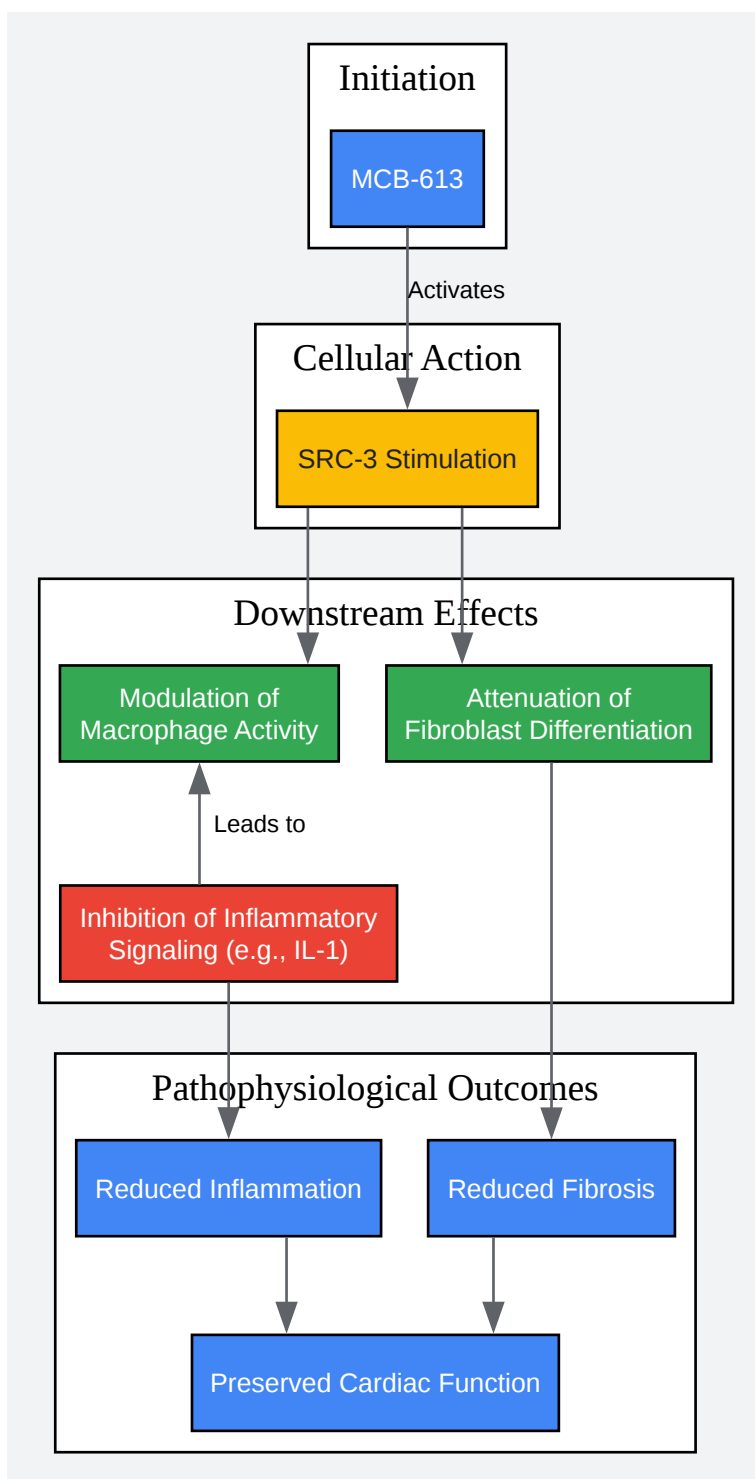 Initiation
MCB-613
Activates
Cellular Action
SRC-3 Stimulation
Downstream Effects
Modulation of
Macrophage Activity
Attenuation of
Fibroblast Differentiation
Leads to
Inhibition of Inflammatory
Signaling (e.g., IL-1)
Pathophysiological Outcomes
Reduced Inflammation
Reduced Fibrosis
Preserved Cardiac Function